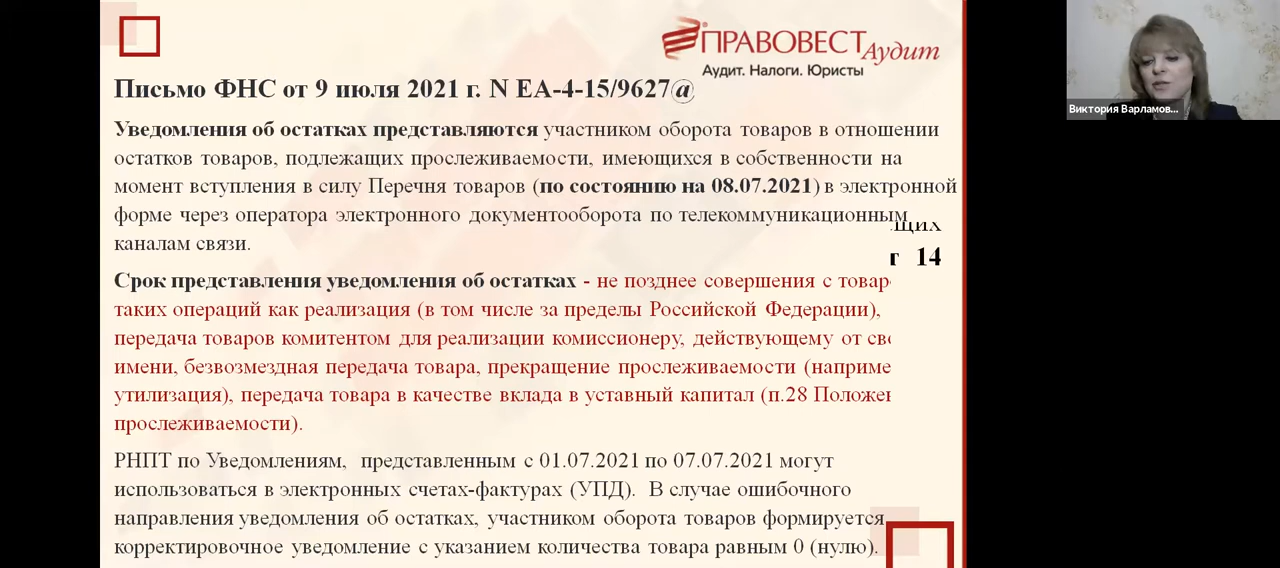 ПРАВОВЕСТ Аудит
Аудит. Налоги. Юристы
Письмо ФНС от 9 июля 2021 г. N ЕА-4-15/9627@
Уведомления об остатках представляются участником оборота товаров в отношении
остатков товаров, подлежащих прослеживаемости, имеющихся в собственности на
момент вступления в силу Перечня товаров (по состоянию на 08.07.2021) в электронной
форме через оператора электронного документооборота по телекоммуникационным
каналам связи.
щих
г 14
Срок представления уведомления об остатках - не позднее совершения с товар
таких операций как реализация (в том числе за пределы Российской Федерации),
передача товаров комитентом для реализации комиссионеру, действующему от св
имени, безвозмездная передача товара, прекращение прослеживаемости (наприме
утилизация), передача товара в качестве вклада в уставный капитал (п.28 Положе
прослеживаемости).
РНПТ по Уведомлениям, представленным с 01.07.2021 по 07.07.2021 могут
использоваться в электронных счетах-фактурах (УПД). В случае ошибочного
направления уведомления об остатках, участником оборота товаров формируется
корректировочное уведомление с указанием количества товара равным 0 (нулю).
Виктория Варламов...